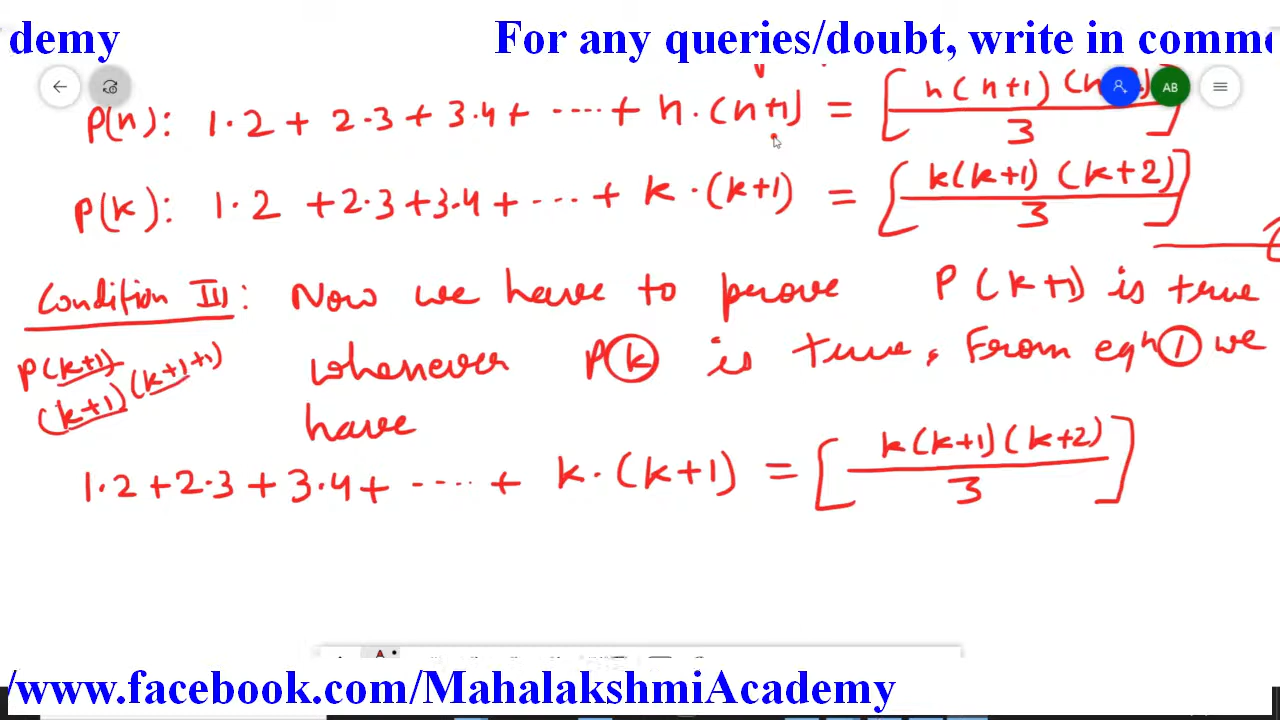 demy For any queries/doubt, write in comme
P(n): 1·2 + 2·3 + 3·4 + ---- + n·(n+1) = [n(n+1)(n+2)/3]
AB
P(k): 1·2 +2·3+3·4 +--- + k·(k+1) = [k(k+1)(k+2)/3]
Condition II): Now we have to prove P(k+1) is true
P(k+1) whenever P(k) is true. From eqn (1) we
(k+1)(k+1+1) have
1·2 +2·3 + 3·4 + ---- + k·(k+1) = [k(k+1)(k+2)/3]
/www.facebook.com/MahalakshmiAcademy